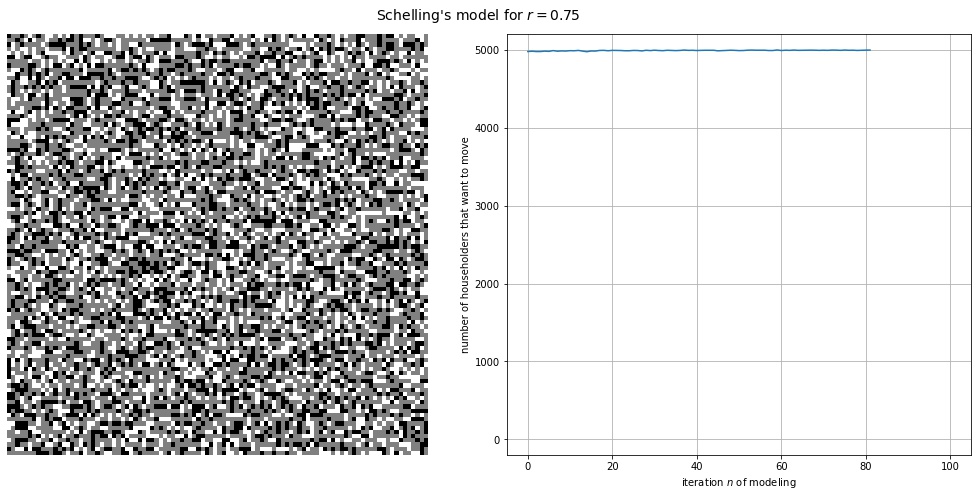 Schelling's model for r = 0.75
number of householders that want to move
5000
4000
3000
2000
1000
0
0 20 40 60 80 100
iteration n of modeling